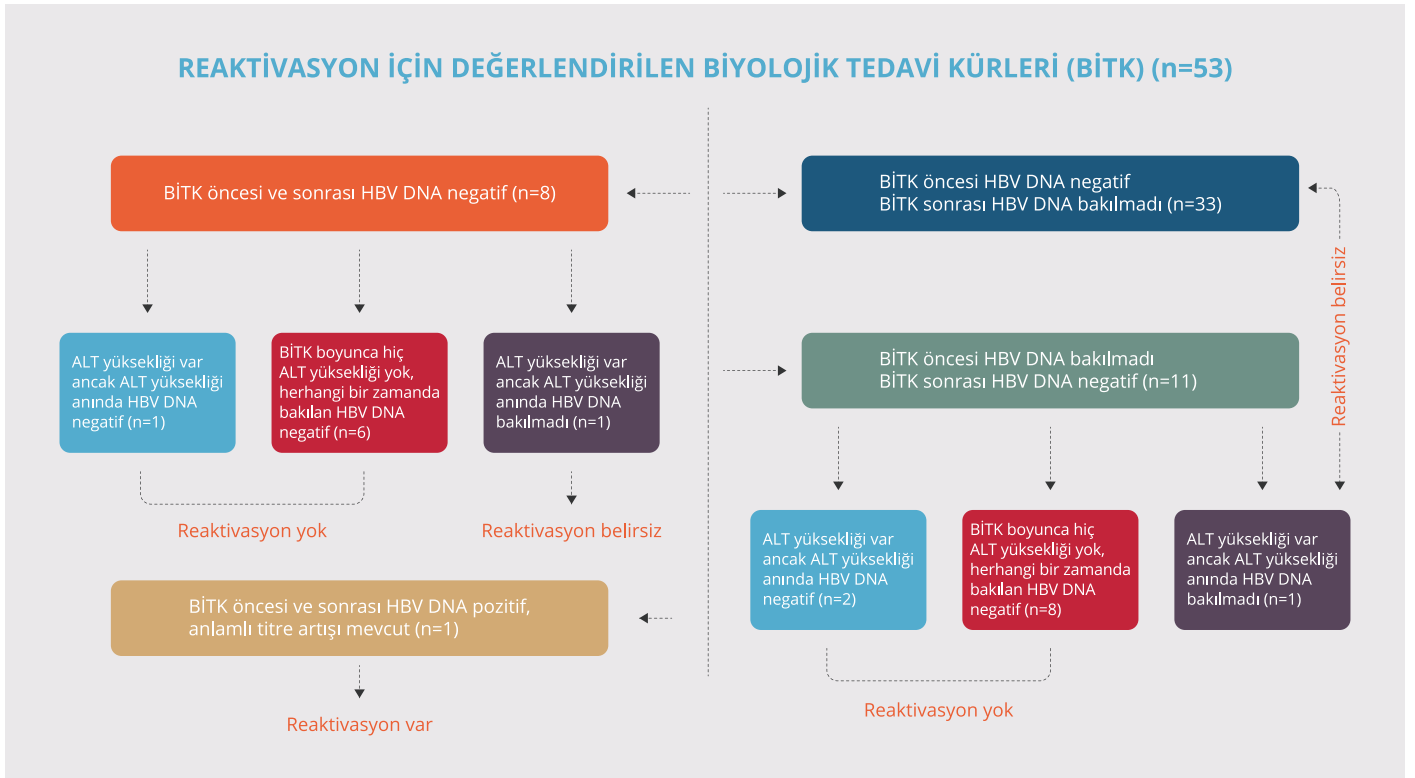 REAKTİVASYON İÇİN DEĞERLENDİRİLEN BİYOLOJİK TEDAVİ KÜRLERİ (BİTK) (n=53)
BİTK öncesi ve sonrası HBV DNA negatif (n=8)
ALT yüksekliği var
ancak ALT yüksekliği
anında HBV DNA
negatif (n=1)
BİTK boyunca hiç
ALT yüksekliği yok,
herhangi bir zamanda
bakılan HBV DNA
negatif (n=6)
ALT yüksekliği var
ancak ALT yüksekliği
anında HBV DNA
bakılmadı (n=1)
Reaktivasyon yok
Reaktivasyon belirsiz
BİTK öncesi ve sonrası HBV DNA pozitif,
anlamlı titre artışı mevcut (n=1)
Reaktivasyon var
BİTK öncesi HBV DNA negatif
BİTK sonrası HBV DNA bakılmadı (n=33)
Reaktivasyon belirsiz
BİTK öncesi HBV DNA bakılmadı
BİTK sonrası HBV DNA negatif (n=11)
ALT yüksekliği var
ancak ALT yüksekliği
anında HBV DNA
negatif (n=2)
BİTK boyunca hiç
ALT yüksekliği yok,
herhangi bir zamanda
bakılan HBV DNA
negatif (n=8)
ALT yüksekliği var
ancak ALT yüksekliği
anında HBV DNA
bakılmadı (n=1)
Reaktivasyon yok